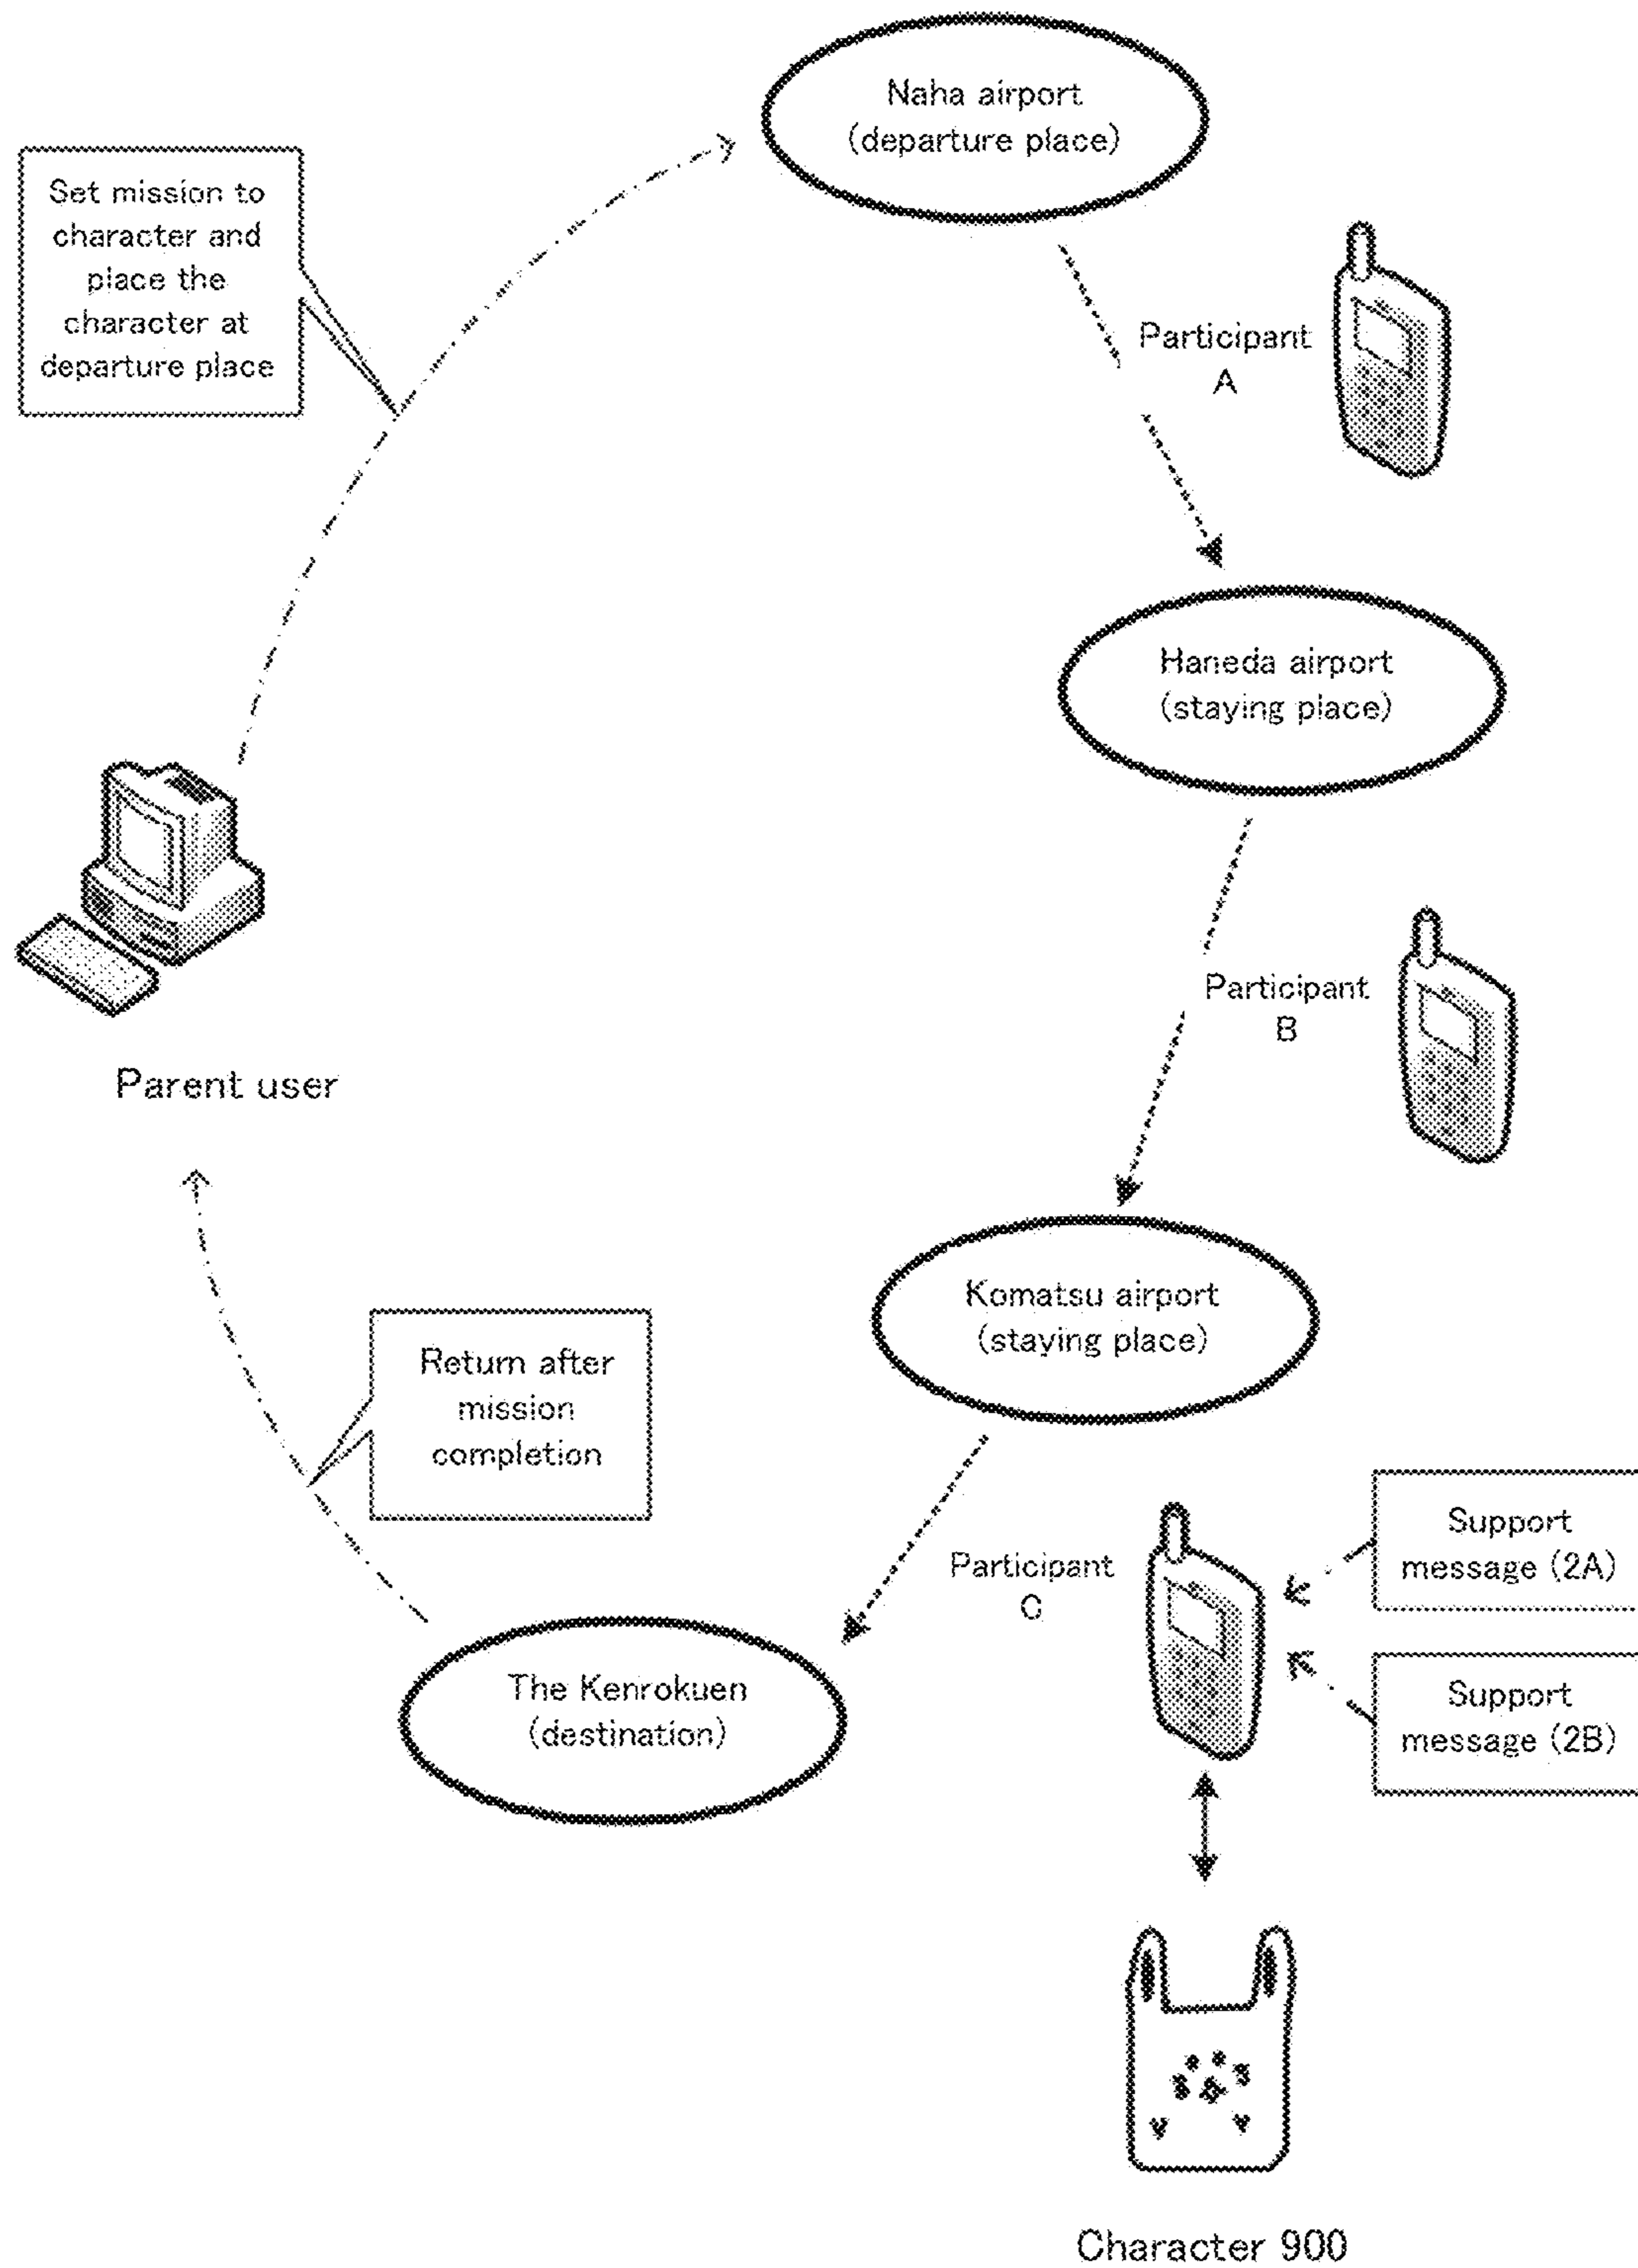 Naha airport
(departure place)
Set mission to
character and
place the
character at
departure place
Participant
A
Haneda airport
(staying place)
Participant
B
Parent user
Komatsu airport
(staying place)
Return after
mission
completion
Support
message (2A)
Participant
C
The Kenrokuen
(destination)
Support
message (2B)
Character 900